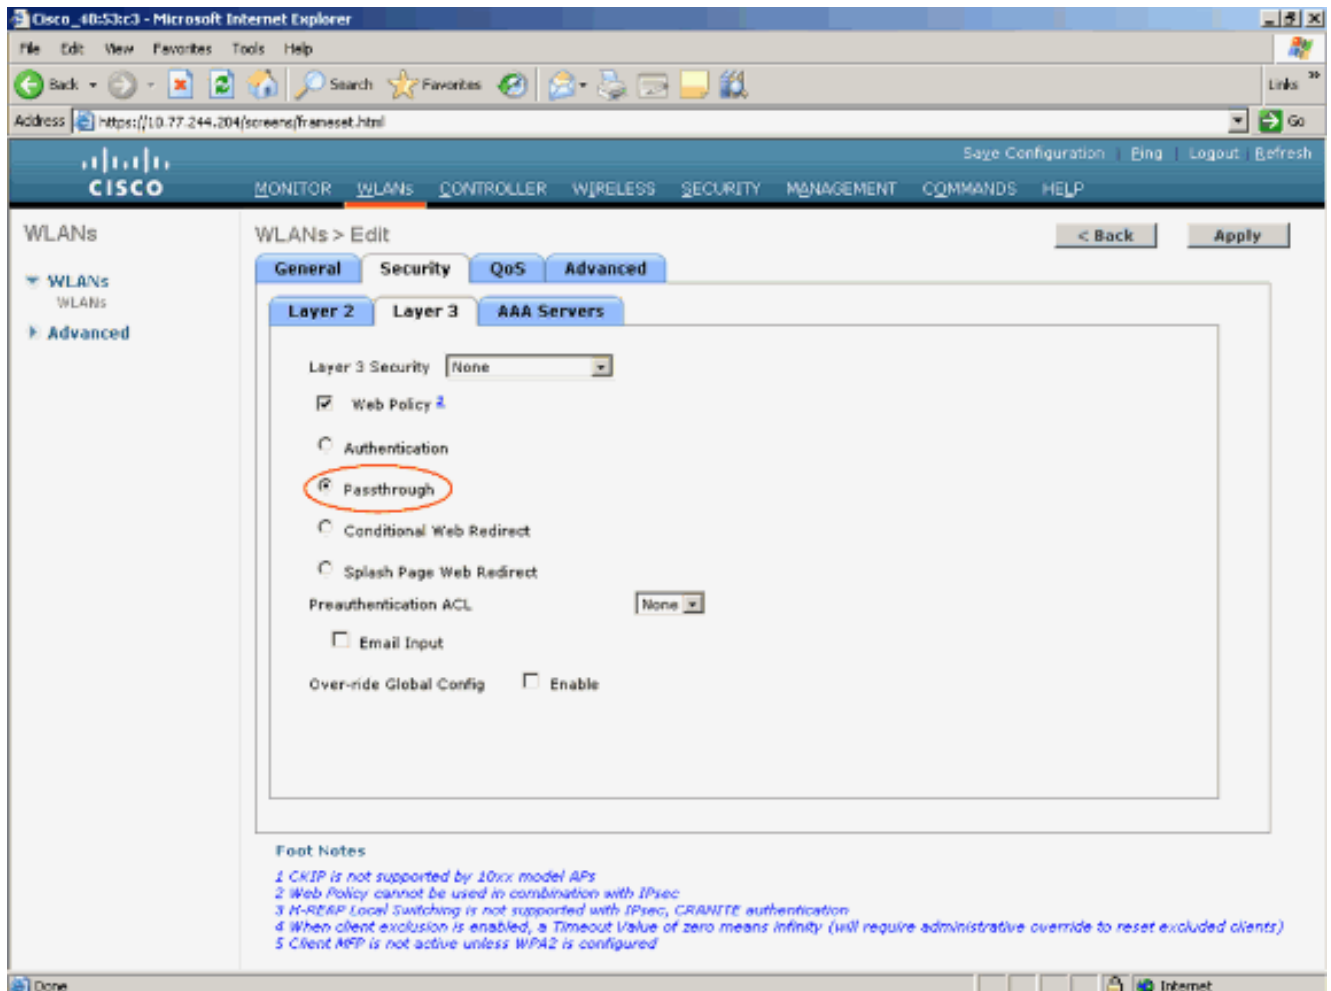 Cisco_40:53:c3 - Microsoft Internet Explorer
File Edit View Favorites Tools Help
Back Search Favorites Links »
Address https://10.77.244.204/screens/frameset.html Go
Save Configuration | Ping | Logout | Refresh
CISCO MONITOR WLANs CONTROLLER WIRELESS SECURITY MANAGEMENT COMMANDS HELP
WLANs
WLANs
WLANs
Advanced
WLANs > Edit < Back Apply
General Security QoS Advanced
Layer 2 Layer 3 AAA Servers
Layer 3 Security None
Web Policy 2
Authentication
Passthrough
Conditional Web Redirect
Splash Page Web Redirect
Preauthentication ACL None
Email Input
Over-ride Global Config Enable
Foot Notes
1 CKIP is not supported by 10xx model APs
2 Web Policy cannot be used in combination with IPsec
3 H-REAP Local Switching is not supported with IPsec, CRANITE authentication
4 When client exclusion is enabled, a Timeout Value of zero means infinity (will require administrative override to reset excluded clients)
5 Client MFP is not active unless WPA2 is configured
Done Internet